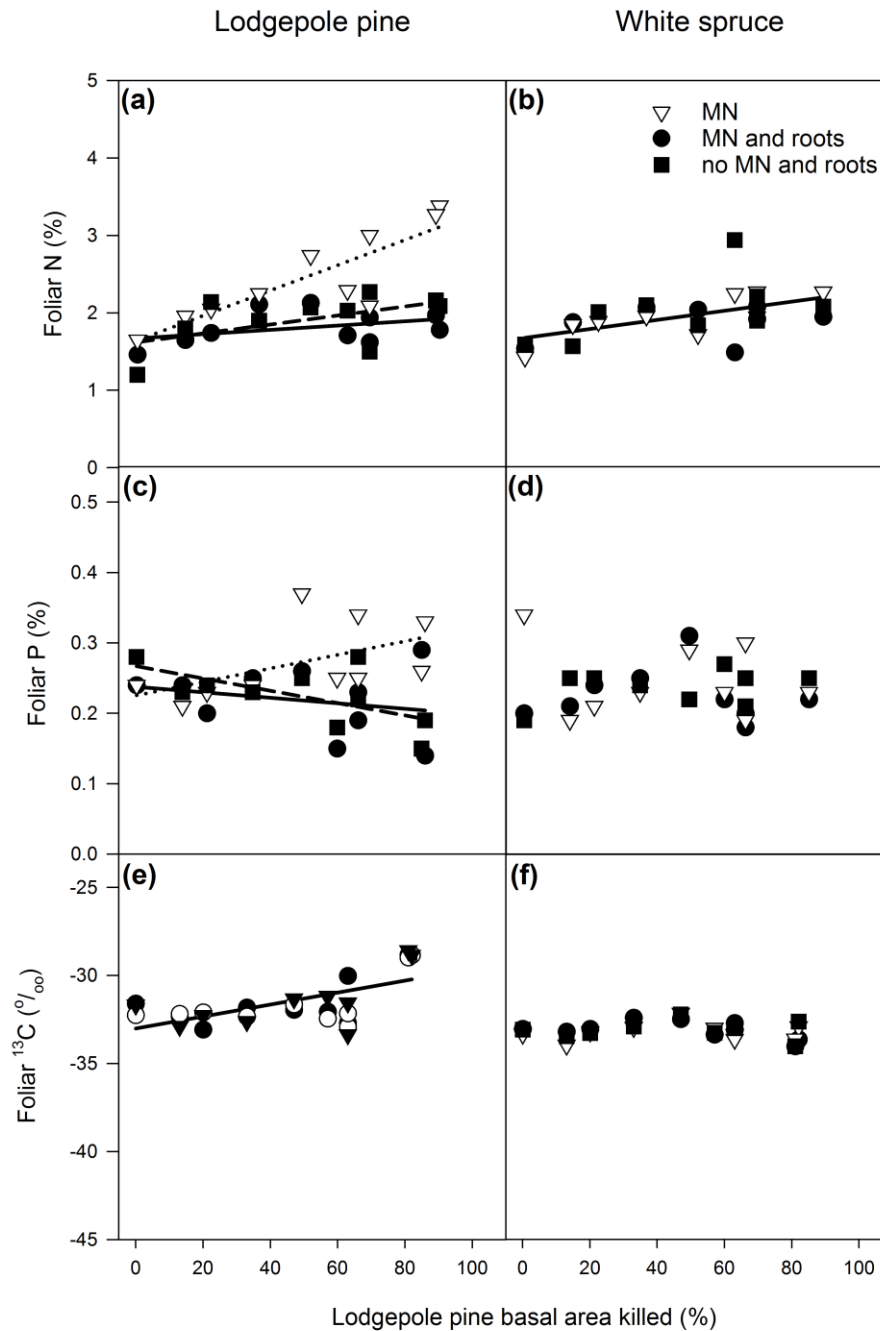 Lodgepole pine
White spruce
(a)
5
4
3
2
1
0
Foliar N (%)
(b)
MN
MN and roots
no MN and roots
(c)
0.5
0.4
0.3
0.2
0.1
0.0
Foliar P (%)
(d)
(e)
-25
-30
-35
-40
-45
Foliar ¹³C (⁰/₀₀)
(f)
0 20 40 60 80 100
0 20 40 60 80 100
Lodgepole pine basal area killed (%)